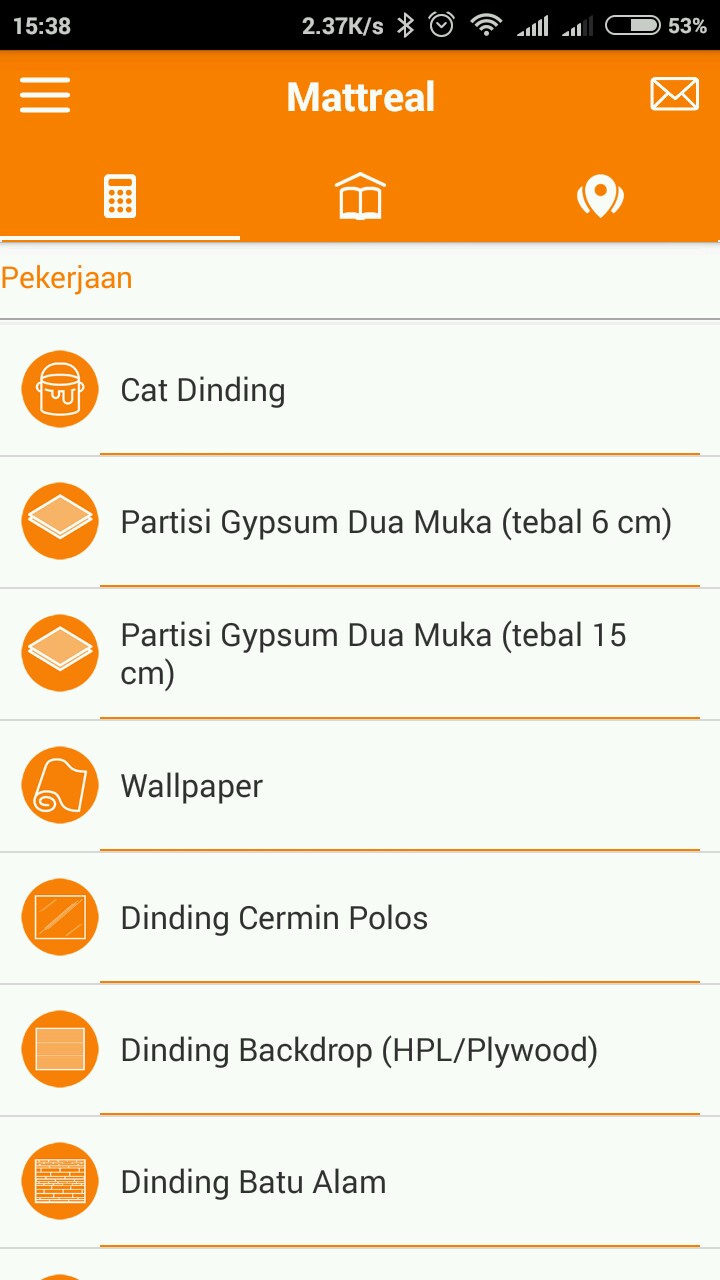 15:38 2.37K/s 53%
Mattreal
Pekerjaan
Cat Dinding
Partisi Gypsum Dua Muka (tebal 6 cm)
Partisi Gypsum Dua Muka (tebal 15
cm)
Wallpaper
Dinding Cermin Polos
Dinding Backdrop (HPL/Plywood)
Dinding Batu Alam